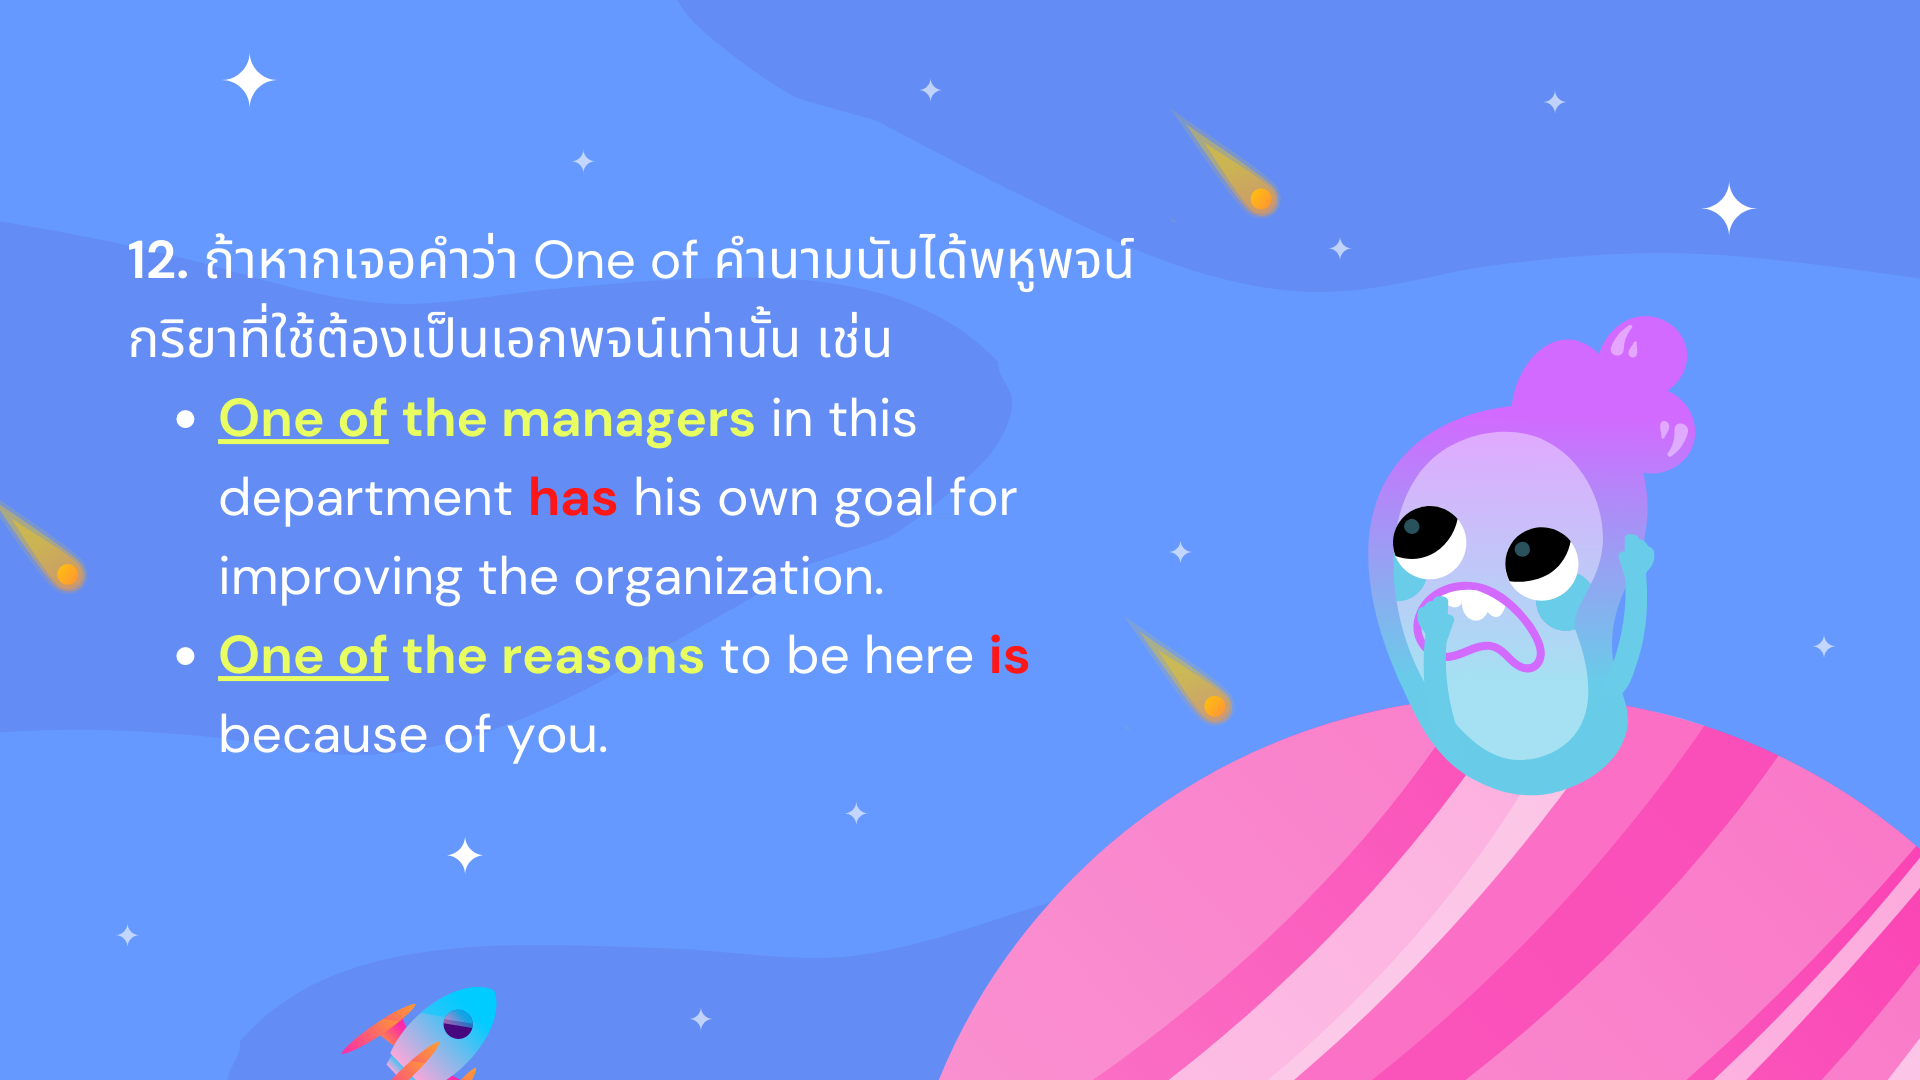 12. ถ้าหากเจอคำว่า One of คำนามนับได้พหูพจน์
กริยาที่ใช้ต้องเป็นเอกพจน์เท่านั้น เช่น
• One of the managers in this
department has his own goal for
improving the organization.
• One of the reasons to be here is
because of you.